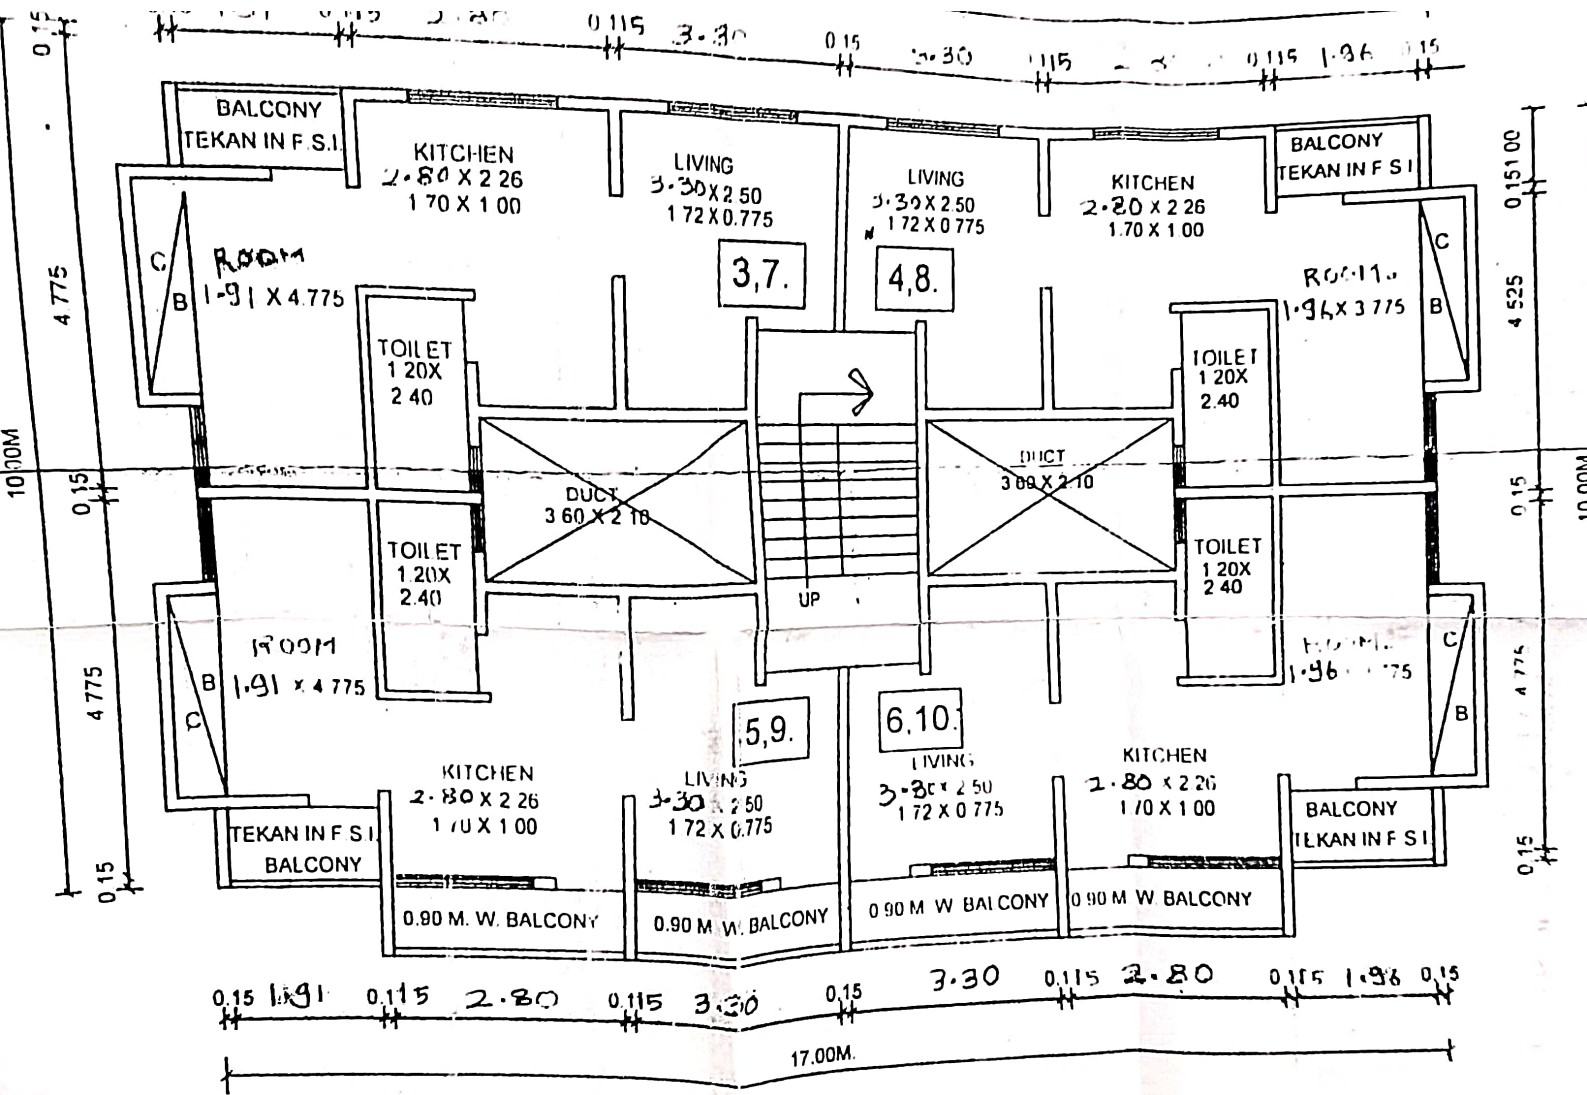 0.115
3.30
0.15
3.30
0.115
1.96
0.15
0.15
BALCONY
TEKAN IN F.S.I.
KITCHEN
2.80 X 2.26
1.70 X 1.00
LIVING
3.30 X 2.50
1.72 X 0.775
LIVING
3.30 X 2.50
1.72 X 0.775
KITCHEN
2.80 X 2.26
1.70 X 1.00
BALCONY
TEKAN IN F S I
0.15
1.00
3,7.
4,8.
C
B
ROOM
1.91 X 4.775
ROOM
1.96 X 3.775
C
B
4.775
4.525
TOILET
1.20X
2.40
TOILET
1.20X
2.40
10.00M
0.15
DUCT
3.60 X 2.10
DUCT
3.60 X 2.10
0.15
10.00M
TOILET
1.20X
2.40
UP
TOILET
1.20X
2.40
4.775
B
C
ROOM
1.91 X 4.775
5,9.
6,10.
ROOM
1.96
C
B
4.775
KITCHEN
2.80 X 2.26
1.70 X 1.00
LIVING
3.30 X 2.50
1.72 X 0.775
LIVING
3.30 X 2.50
1.72 X 0.775
KITCHEN
2.80 X 2.26
1.70 X 1.00
0.15
TEKAN IN F.S.I.
BALCONY
BALCONY
TEKAN IN F S I
0.15
0.90 M. W. BALCONY
0.90 M. W. BALCONY
0.90 M W BALCONY
0.90 M W. BALCONY
0.15 1.91 0.115 2.80 0.115 3.30 0.15 3.30 0.115 2.80 0.115 1.96 0.15
17.00M.